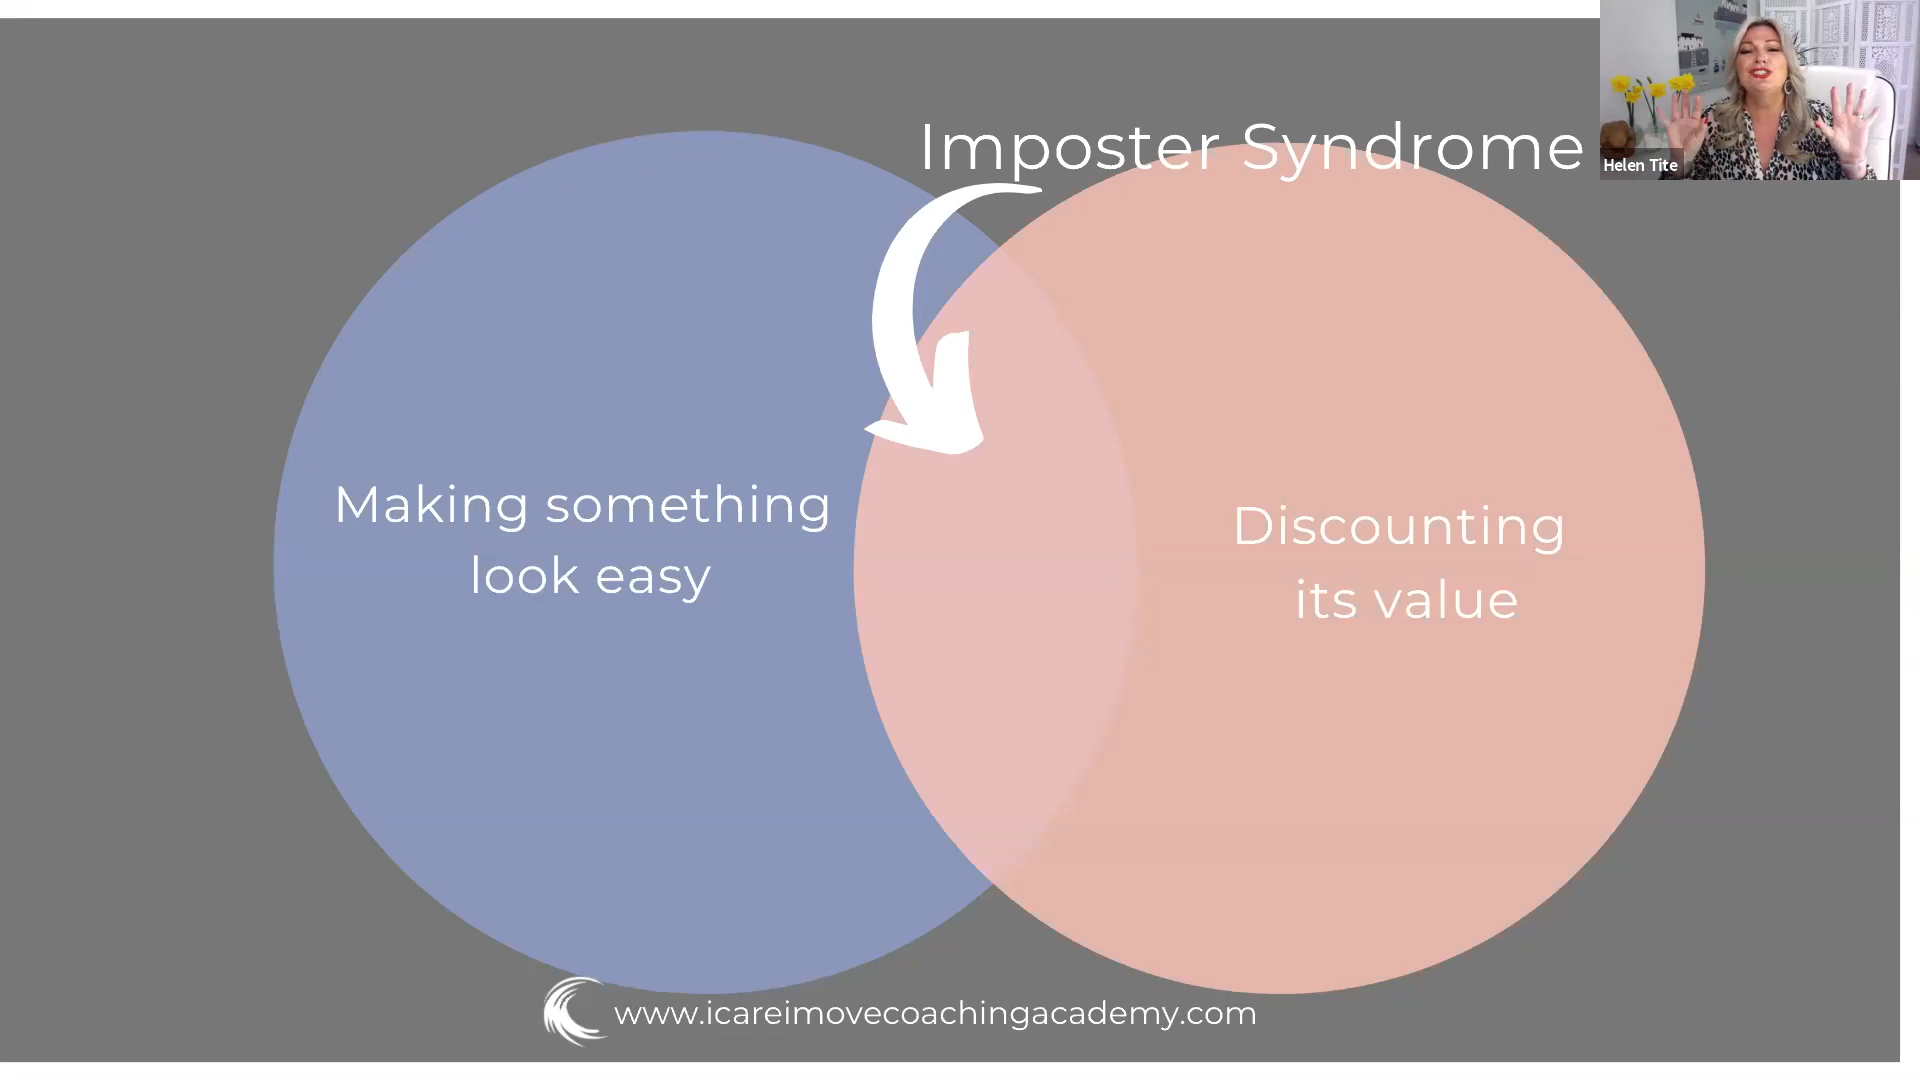 Imposter Syndrome
Helen Tite
Making something
look easy
Discounting
its value
www.icareimovecoachingacademy.com